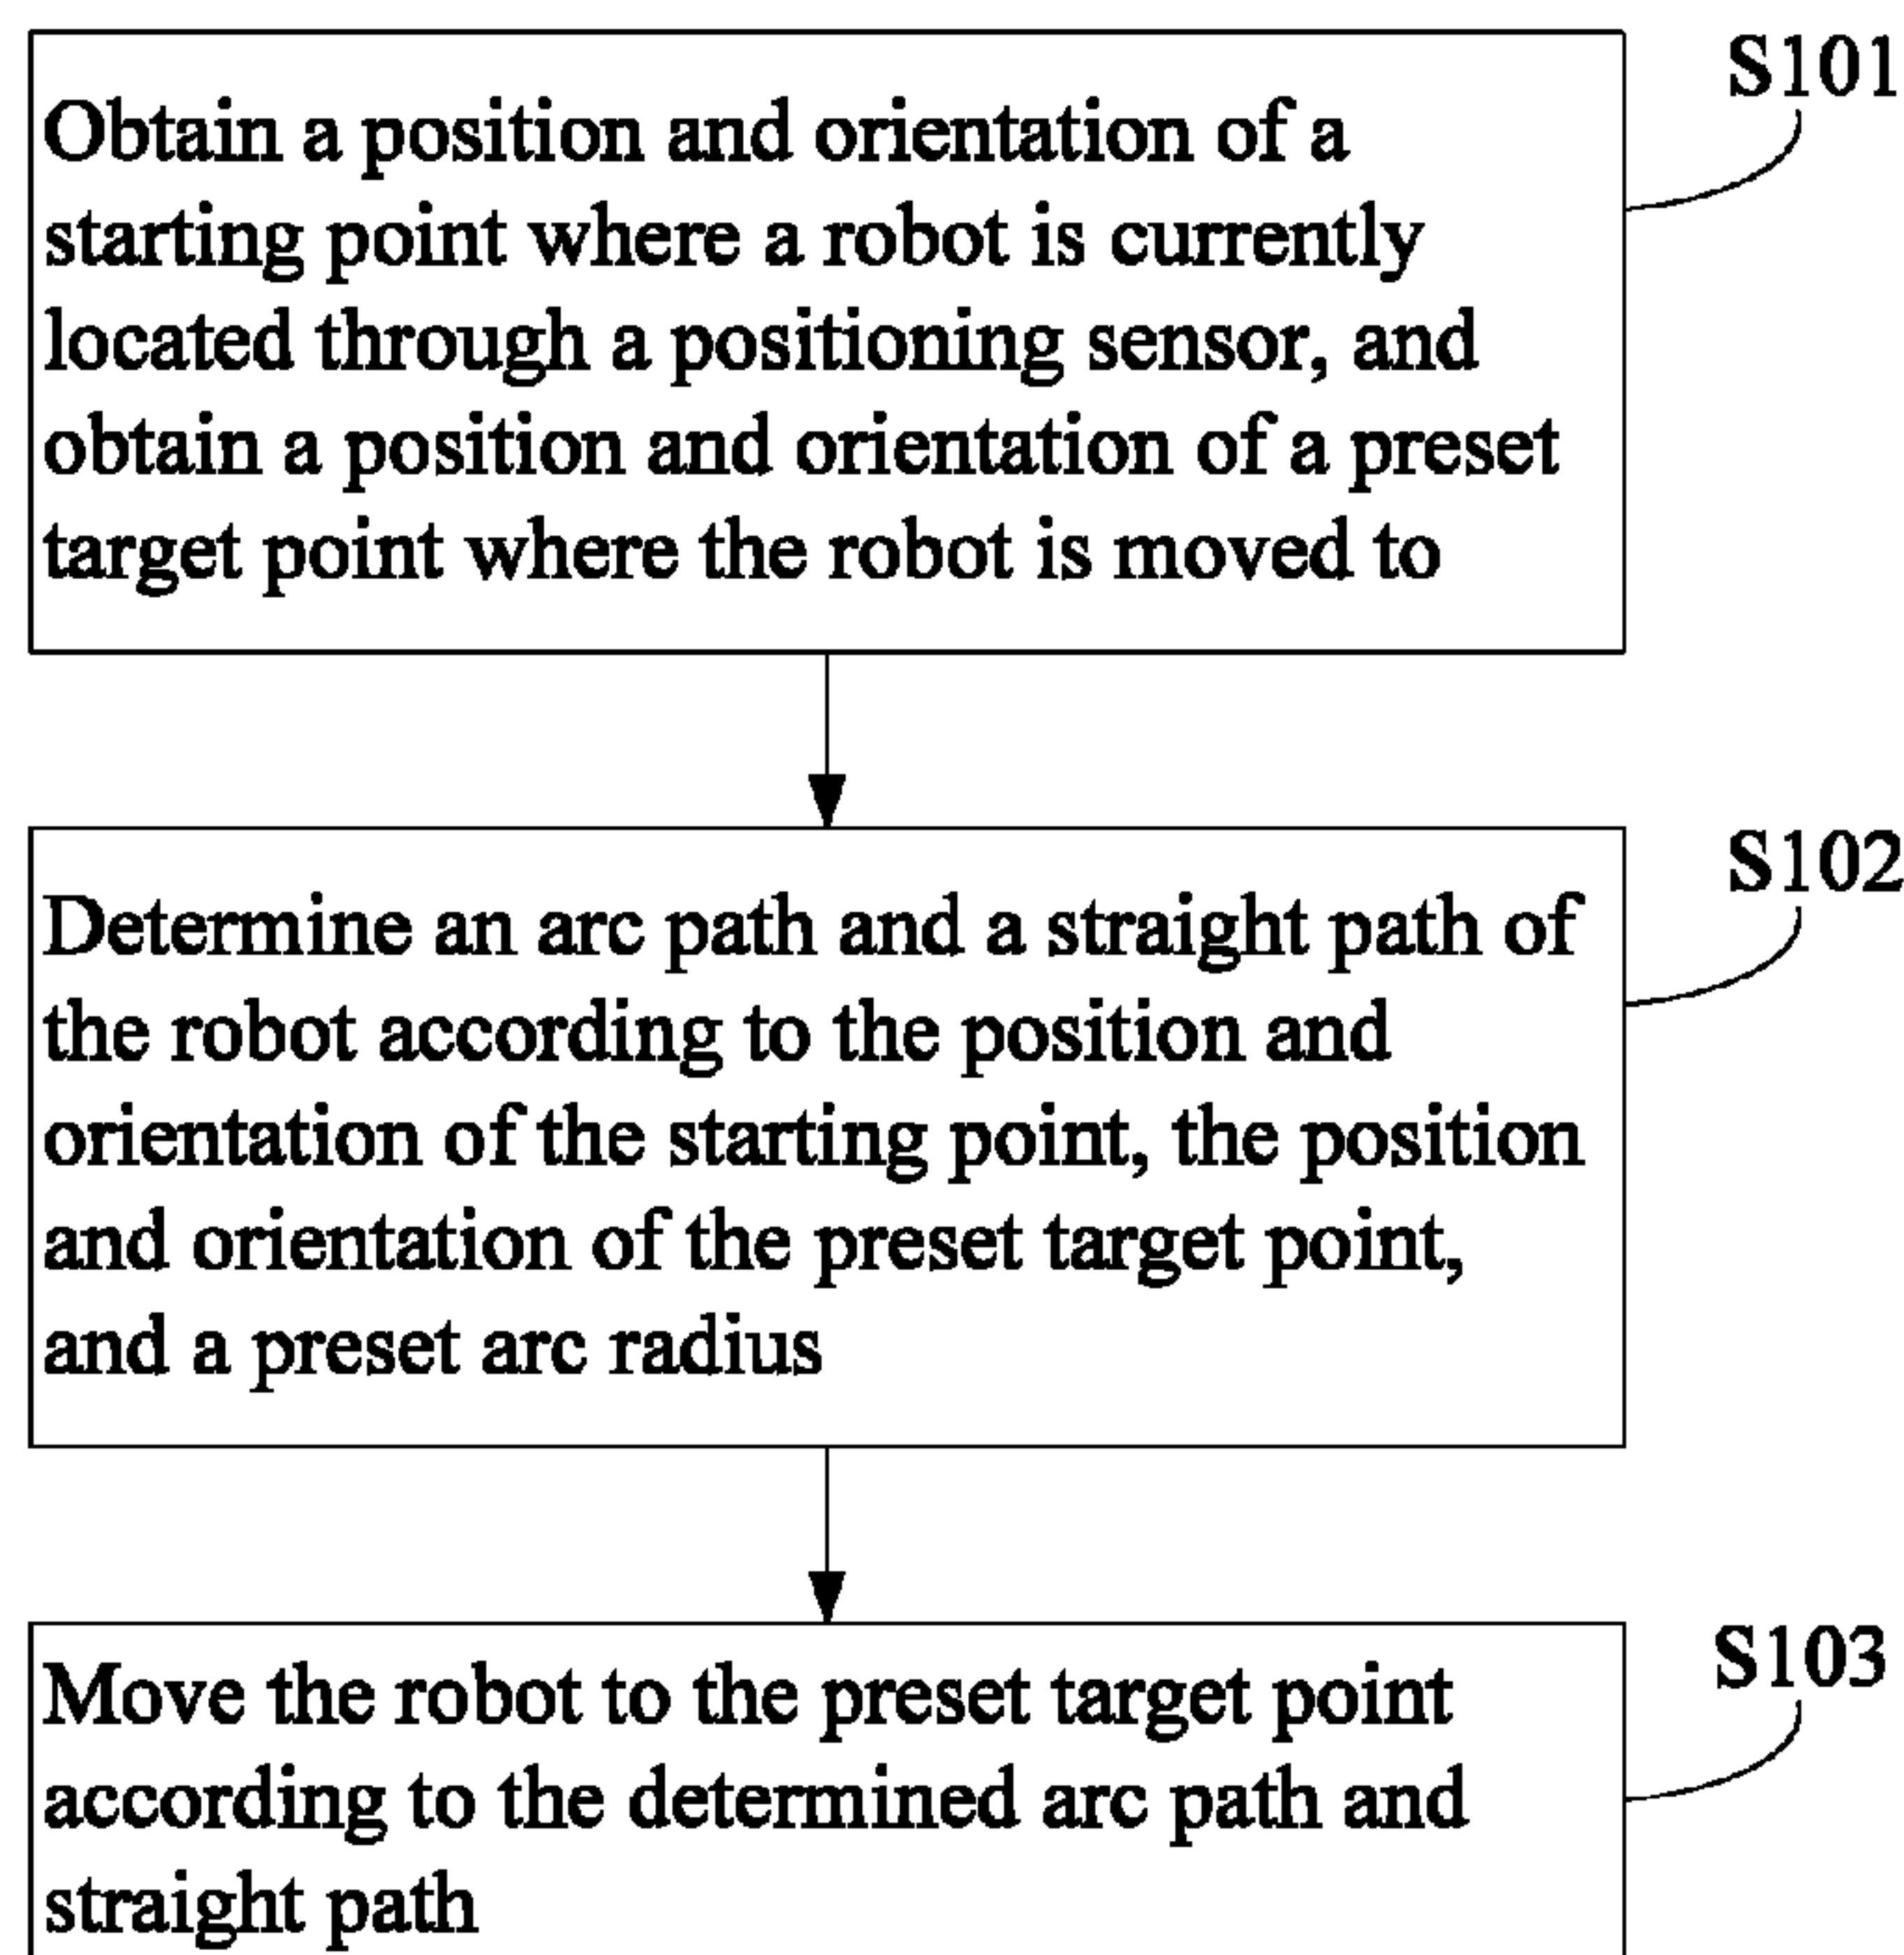 S101
Obtain a position and orientation of a
starting point where a robot is currently
located through a positioning sensor, and
obtain a position and orientation of a preset
target point where the robot is moved to
S102
Determine an arc path and a straight path of
the robot according to the position and
orientation of the starting point, the position
and orientation of the preset target point,
and a preset arc radius
S103
Move the robot to the preset target point
according to the determined arc path and
straight path